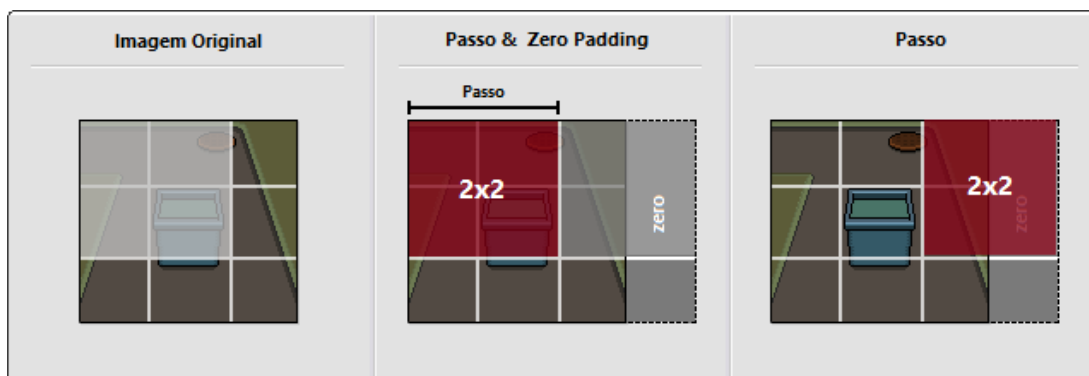 Imagem Original
Passo & Zero Padding
Passo
Passo
2x2
zero
2x2
zero